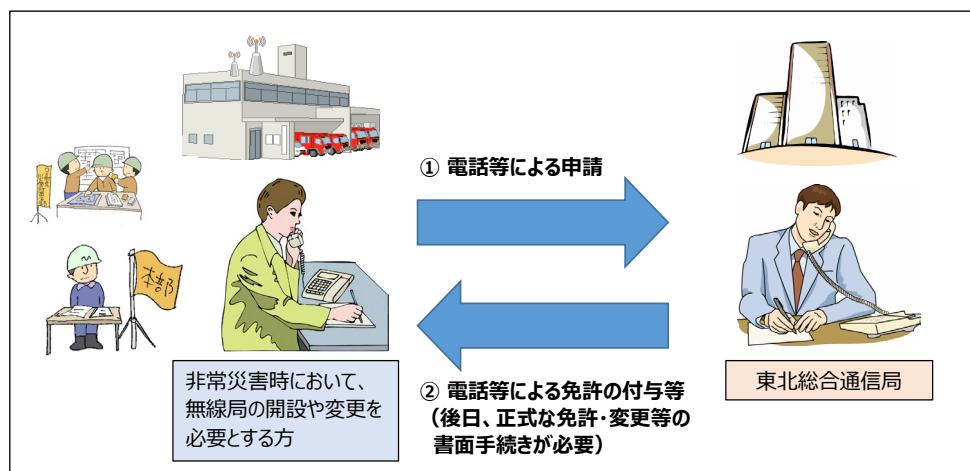 ① 電話等による申請
本部
非常災害時において、
無線局の開設や変更を
必要とする方
② 電話等による免許の付与等
（後日、正式な免許・変更等の
書面手続きが必要）
東北総合通信局